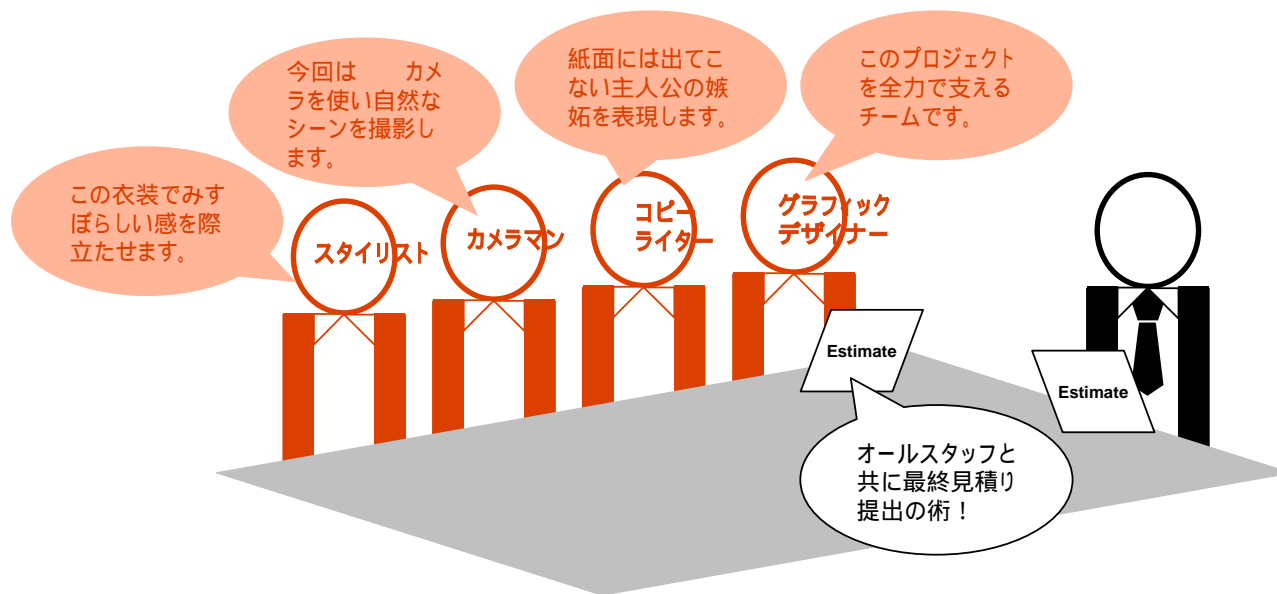 この衣装でみす
ぼらしい感を際
立たせます。
今回は　　カメ
ラを使い自然な
シーンを撮影し
ます。
紙面には出てこ
ない主人公の嫉
妬を表現します。
このプロジェクト
を全力で支える
チームです。
スタイリスト
カメラマン
コピー
ライター
グラフィック
デザイナー
Estimate
Estimate
オールスタッフと
共に最終見積り
提出の術！